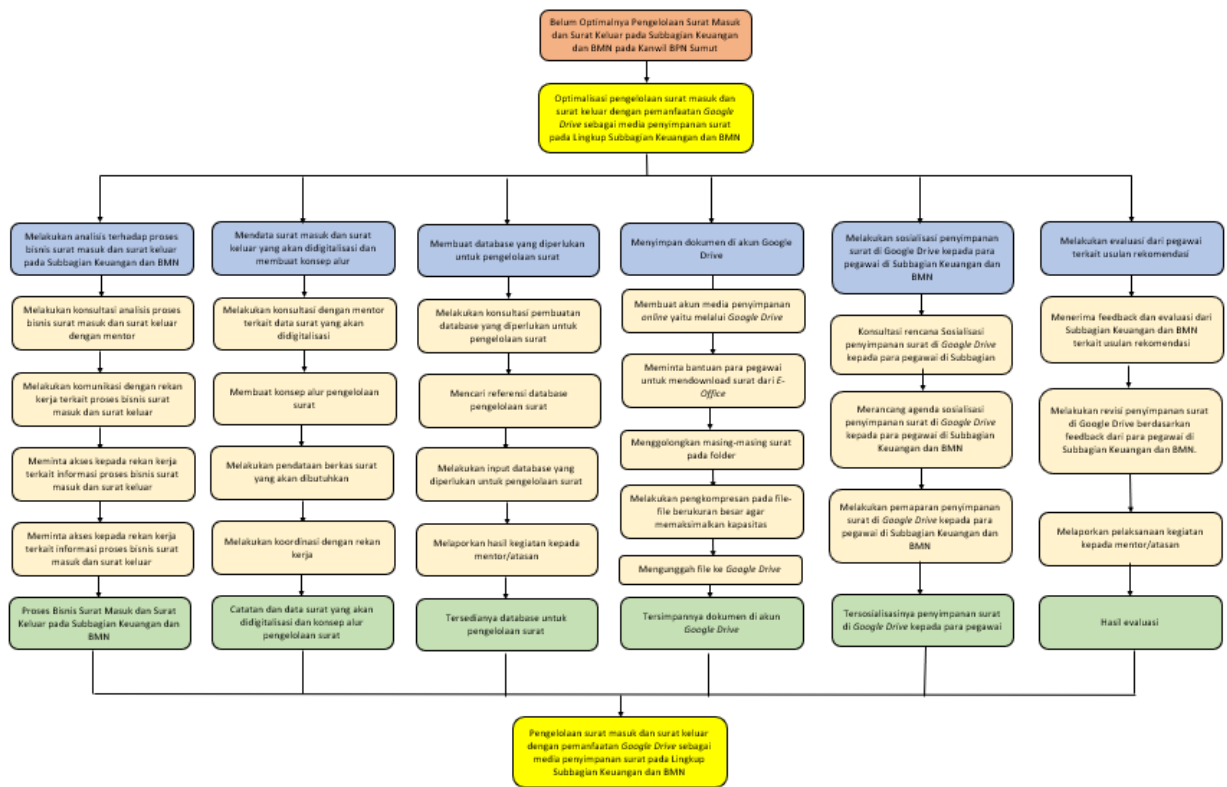 Belum Optimalnya Pengelolaan Surat Masuk
dan Surat Keluar pada Subbagian Keuangan
dan BMN pada Kanwil BPN Sumut
Optimalisasi pengelolaan surat masuk dan
surat keluar dengan pemanfaatan Google
Drive sebagai media penyimpanan surat
pada Lingkup Subbagian Keuangan dan BMN
Melakukan analisis terhadap proses
bisnis surat masuk dan surat keluar
pada Subbagian Keuangan dan BMN
Melakukan konsultasi analisis proses
bisnis surat masuk dan surat keluar
dengan mentor
Melakukan komunikasi dengan rekan
kerja terkait proses bisnis surat
masuk dan surat keluar
Meminta akses kepada rekan kerja
terkait informasi proses bisnis surat
masuk dan surat keluar
Meminta akses kepada rekan kerja
terkait informasi proses bisnis surat
masuk dan surat keluar
Proses Bisnis Surat Masuk dan Surat
Keluar pada Subbagian Keuangan dan
BMN
Mendata surat masuk dan surat
keluar yang akan didigitalisasi dan
membuat konsep alur
Melakukan konsultasi dengan mentor
terkait data surat yang akan
didigitalisasi
Membuat konsep alur pengelolaan
surat
Melakukan pendataan berkas surat
yang akan dibutuhkan
Melakukan koordinasi dengan rekan
kerja
Catatan dan data surat yang akan
didigitalisasi dan konsep alur
pengelolaan surat
Membuat database yang diperlukan
untuk pengelolaan surat
Melakukan konsultasi pembuatan
database yang diperlukan untuk
pengelolaan surat
Mencari referensi database
pengelolaan surat
Melakukan input database yang
diperlukan untuk pengelolaan surat
Melaporkan hasil kegiatan kepada
mentor/atasan
Tersedianya database untuk
pengelolaan surat
Menyimpan dokumen di akun Google
Drive
Membuat akun media penyimpanan
online yaitu melalui Google Drive
Meminta bantuan para pegawai
untuk mendownload surat dari E-
Office
Menggolongkan masing-masing surat
pada folder
Melakukan pengkompresan pada file-
file berukuran besar agar
memaksimalkan kapasitas
Mengunggah file ke Google Drive
Tersimpannya dokumen di akun
Google Drive
Melakukan sosialisasi penyimpanan
surat di Google Drive kepada para
pegawai di Subbagian Keuangan dan
BMN
Konsultasi rencana Sosialisasi
penyimpanan surat di Google Drive
kepada para pegawai di Subbagian
Merancang agenda sosialisasi
penyimpanan surat di Google Drive
kepada para pegawai di Subbagian
Keuangan dan BMN
Melakukan pemaparan penyimpanan
surat di Google Drive kepada para
pegawai di Subbagian Keuangan dan
BMN
Tersosialisasinya penyimpanan surat
di Google Drive kepada para pegawai
Melakukan evaluasi dari pegawai
terkait usulan rekomendasi
Menerima feedback dan evaluasi dari
Subbagian Keuangan dan BMN
terkait usulan rekomendasi
Melakukan revisi penyimpanan surat
di Google Drive berdasarkan
feedback dari para pegawai di
Subbagian Keuangan dan BMN.
Melaporkan pelaksanaan kegiatan
kepada mentor/atasan
Hasil evaluasi
Pengelolaan surat masuk dan surat keluar
dengan pemanfaatan Google Drive sebagai
media penyimpanan surat pada Lingkup
Subbagian Keuangan dan BMN